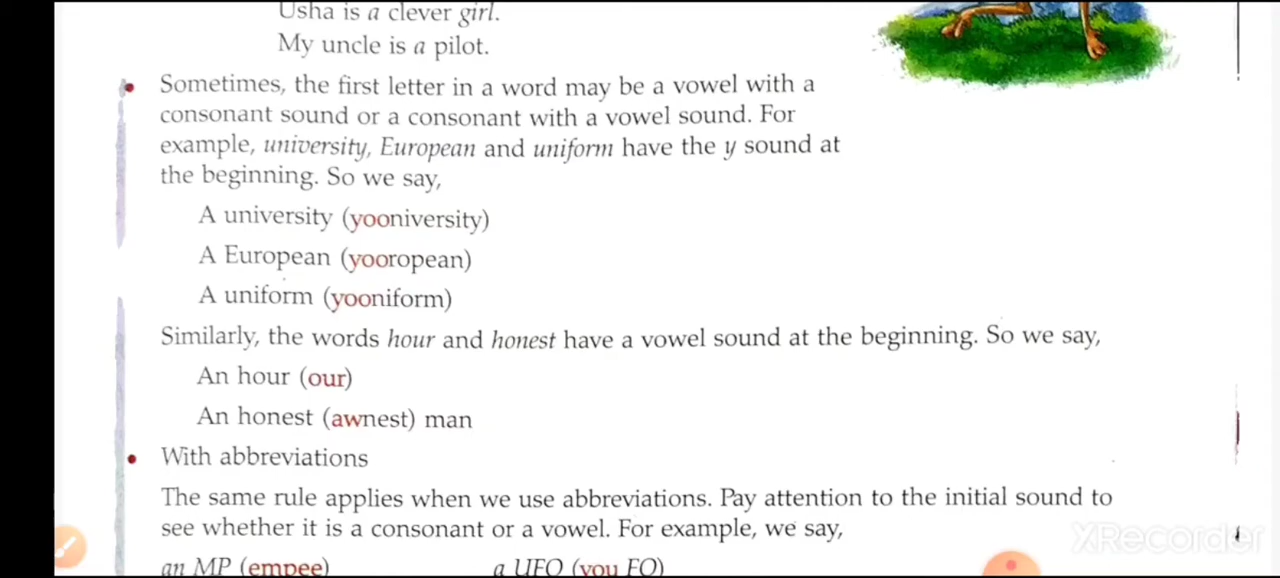 Usha is a clever girl.
My uncle is a pilot.
Sometimes, the first letter in a word may be a vowel with a
consonant sound or a consonant with a vowel sound. For
example, university, European and uniform have the y sound at
the beginning. So we say,
A university (yooniversity)
A European (yooropean)
A uniform (yooniform)
Similarly, the words hour and honest have a vowel sound at the beginning. So we say,
An hour (our)
An honest (awnest) man
With abbreviations
The same rule applies when we use abbreviations. Pay attention to the initial sound to
see whether it is a consonant or a vowel. For example, we say,
an MP (empee) a UFO (you FO)
XRecorder